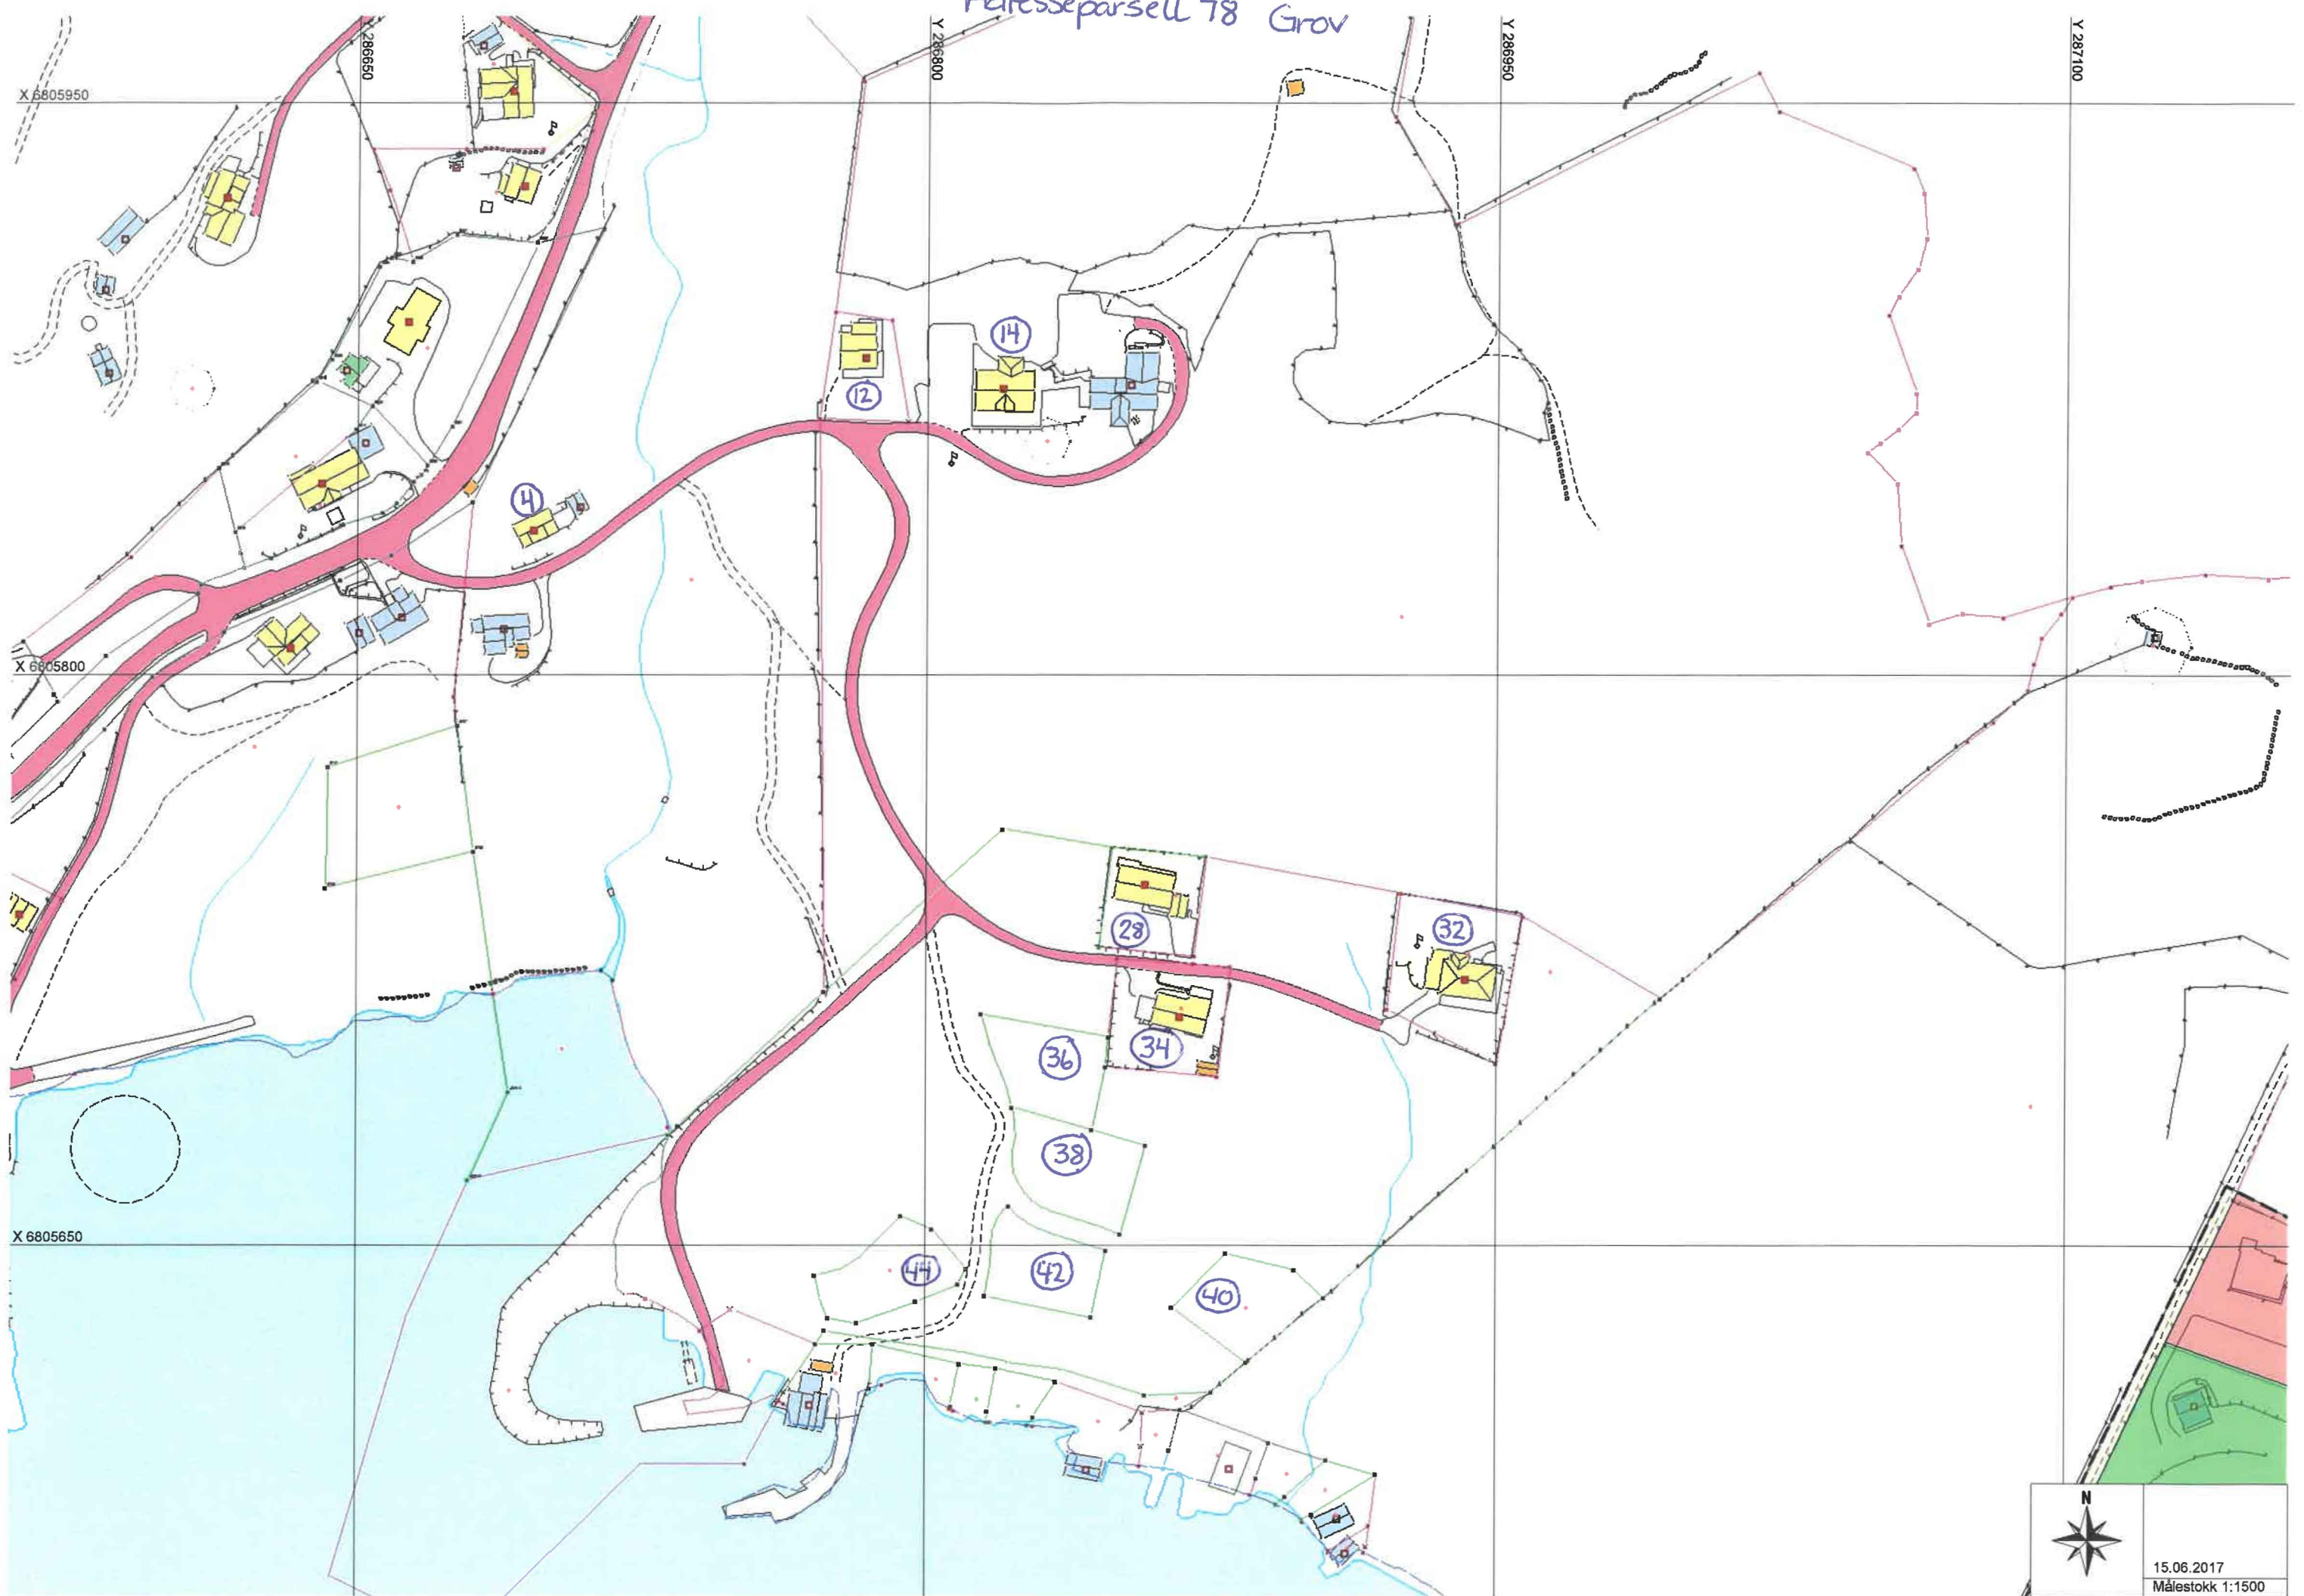 Adresseparsell 78 Grov
Y 286650
Y 286800
Y 286950
Y 287100
X 6805950
14
12
4
X 6805800
28
32
36
34
38
X 6805650
44
42
40
N
15.06.2017
Målestokk 1:1500